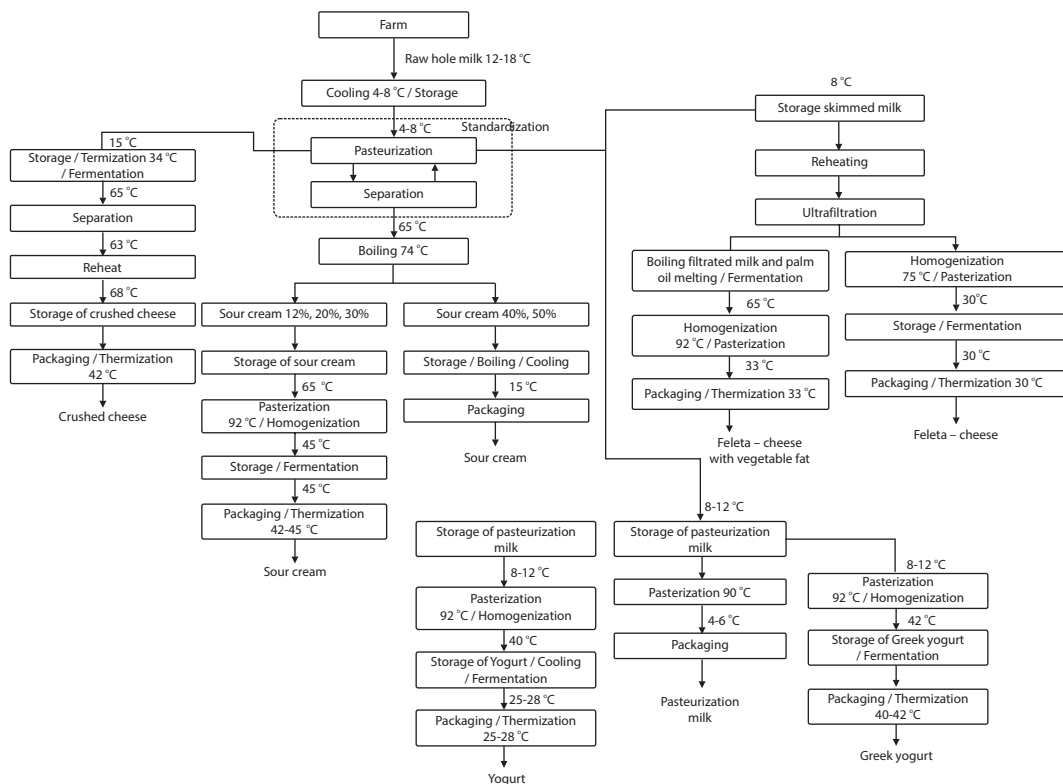 Farm
Raw hole milk 12-18 °C
Cooling 4-8 °C / Storage
4-8 °C
Standardization
Pasteurization
Separation
65 °C
Boiling 74 °C
15 °C
Storage / Termization 34 °C
/ Fermentation
65 °C
Separation
63 °C
Reheat
68 °C
Storage of crushed cheese
Packaging / Thermization
42 °C
Crushed cheese
Sour cream 12%, 20%, 30%
Storage of sour cream
65 °C
Pasterization
92 °C / Homogenization
45 °C
Storage / Fermentation
45 °C
Packaging / Thermization
42-45 °C
Sour cream
Sour cream 40%, 50%
Storage / Boiling / Cooling
15 °C
Packaging
Sour cream
8 °C
Storage skimmed milk
Reheating
Ultrafiltration
Boiling filtrated milk and palm
oil melting / Fermentation
65 °C
Homogenization
92 °C / Pasterization
33 °C
Packaging / Thermization 33 °C
Feleta – cheese
with vegetable fat
Homogenization
75 °C / Pasterization
30°C
Storage / Fermentation
30 °C
Packaging / Thermization 30 °C
Feleta – cheese
Storage of pasteurization
milk
8-12 °C
Pasterization
92 °C / Homogenization
40 °C
Storage of Yogurt / Cooling
/ Fermentation
25-28 °C
Packaging / Thermization
25-28 °C
Yogurt
8-12 °C
Storage of pasteurization
milk
Pasterization 90 °C
4-6 °C
Packaging
Pasteurization
milk
8-12 °C
Pasterization
92 °C / Homogenization
42 °C
Storage of Greek yogurt
/ Fermentation
Packaging / Thermization
40-42 °C
Greek yogurt